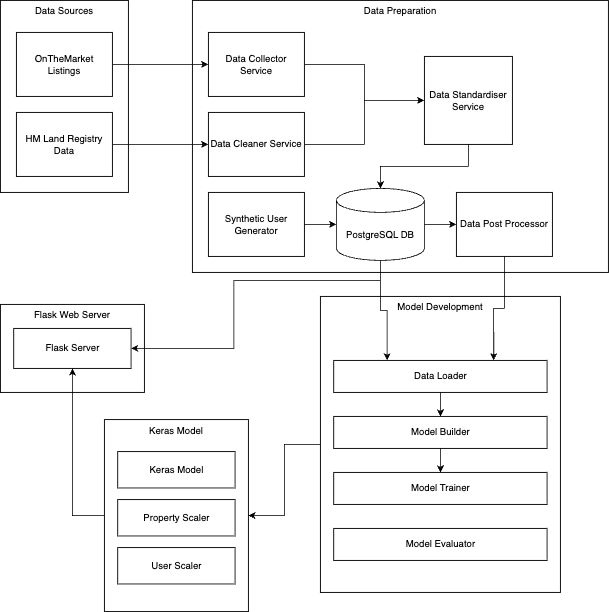 Data Sources
OnTheMarket
Listings
HM Land Registry
Data
Data Preparation
Data Collector
Service
Data Cleaner Service
Data Standardiser
Service
Synthetic User
Generator
PostgreSQL DB
Data Post Processor
Flask Web Server
Flask Server
Model Development
Data Loader
Model Builder
Model Trainer
Model Evaluator
Keras Model
Keras Model
Property Scaler
User Scaler